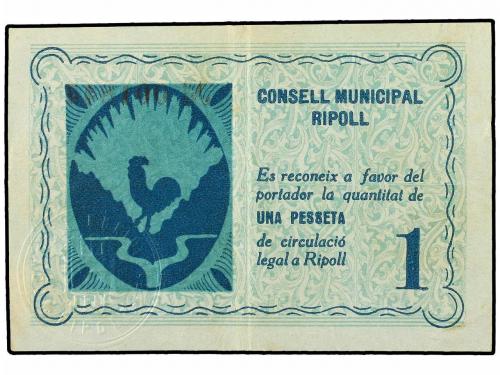 CONSELL MUNICIPAL
RIPOLL
Es reconeix a favor del
portador la quantitat de
UNA PESSETA
de circulació
legal a Ripoll
1